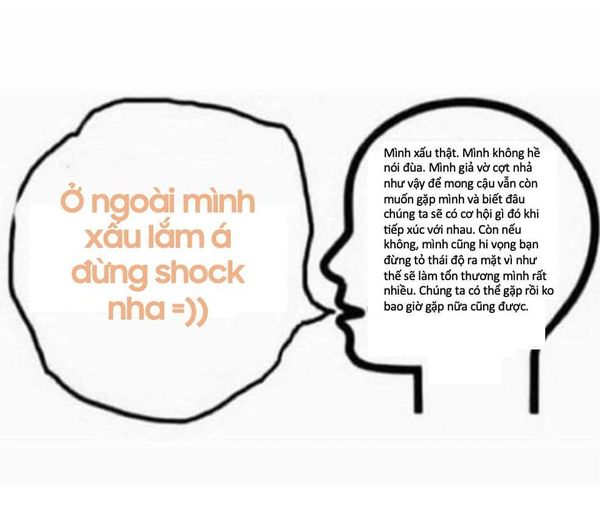 Ở ngoài mình
xấu lắm á
đừng shock
nha =))
Mình xấu thật. Mình không hề
nói đùa. Mình giả vờ cợt nhả
như vậy để mong cậu vẫn còn
muốn gặp mình và biết đâu
chúng ta sẽ có cơ hội gì đó khi
tiếp xúc với nhau. Còn nếu
không, mình cũng hi vọng bạn
đừng tỏ thái độ ra mặt vì như
thế sẽ làm tổn thương mình rất
nhiều. Chúng ta có thể gặp rồi ko
bao giờ gặp nữa cũng được.